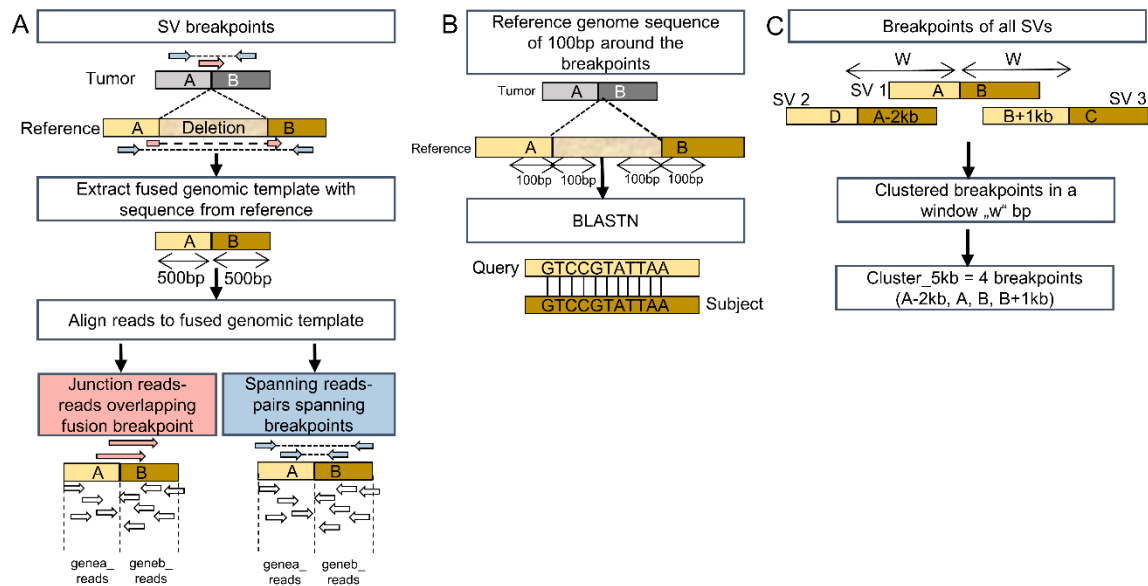 A
SV breakpoints
Tumor
A B
Reference
A Deletion B
Extract fused genomic template with
sequence from reference
A B
500bp 500bp
Align reads to fused genomic template
Junction reads-
reads overlapping
fusion breakpoint
Spanning reads-
pairs spanning
breakpoints
A B
A B
genea_
reads
geneb_
reads
genea_
reads
geneb_
reads
B
Reference genome sequence
of 100bp around the
breakpoints
Tumor
A B
Reference
A B
100bp 100bp 100bp 100bp
BLASTN
Query GTCCGTATTAA
GTCCGTATTAA Subject
C
Breakpoints of all SVs
W W
SV 1 A B
SV 2 D A-2kb
B+1kb C SV 3
Clustered breakpoints in a
window „w“ bp
Cluster_5kb = 4 breakpoints
(A-2kb, A, B, B+1kb)